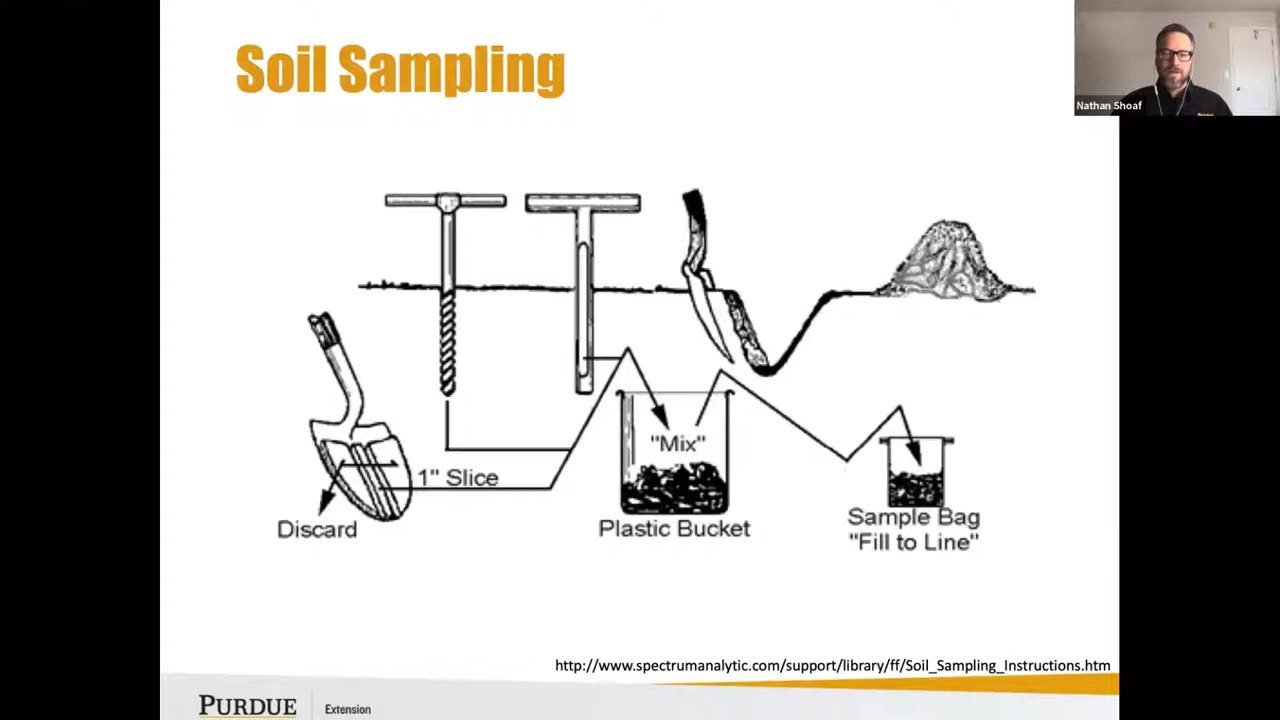 Soil Sampling
Nathan Shoaf
1" Slice
Discard
"Mix"
Plastic Bucket
Sample Bag
"Fill to Line"
http://www.spectrumanalytic.com/support/library/ff/Soil_Sampling_Instructions.htm
PURDUE
Extension